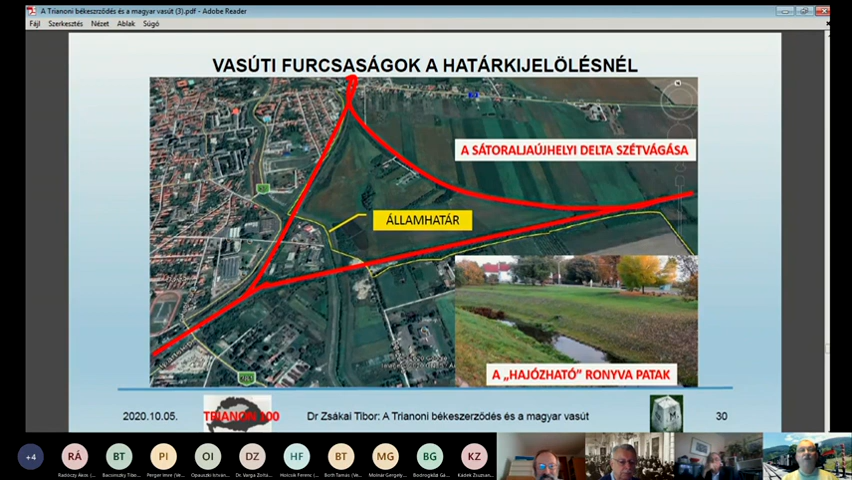 A Trianoni békeszerződés és a magyar vasút (3).pdf - Adobe Reader
Fájl Szerkesztés Nézet Ablak Súgó
VASÚTI FURCSASÁGOK A HATÁRKIJELÖLÉSNÉL
A SÁTORALJAÚJHELYI DELTA SZÉTVÁGÁSA
ÁLLAMHATÁR
A „HAJÓZHATÓ” RONYVA PATAK
2020.10.05.
TRIANON 100
Dr Zsákai Tibor: A Trianoni békeszerződés és a magyar vasút
30
+4 RÁ BT PI OI DZ HF BT MG BG KZ